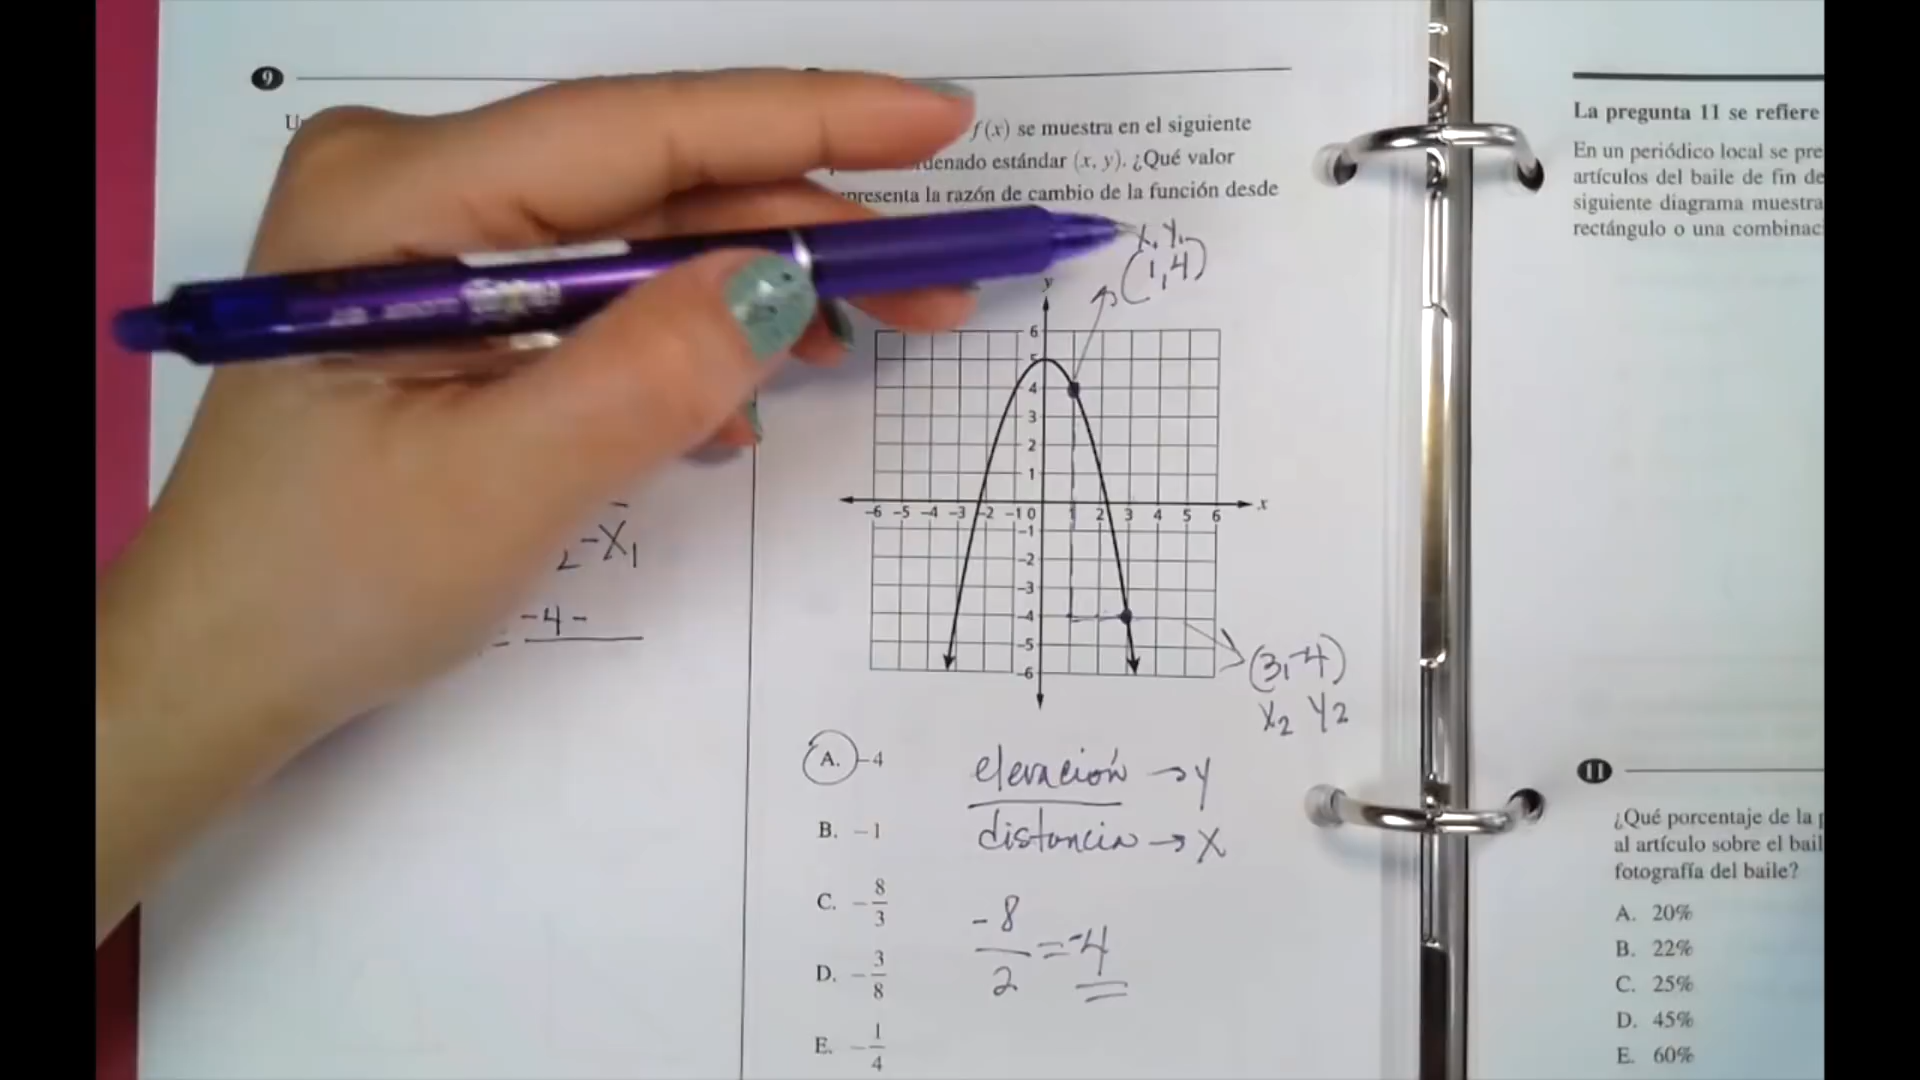 9
f(x) se muestra en el siguiente
estándar (x, y). ¿Qué valor
la razón de cambio de la función desde
x₁ y₁
(1,4)
y
6
5
4
3
2
1
-6 -5 -4 -3 -2 -1 0 1 2 3 4 5 6 x
-1
-2
-3
-4
-5
-6
(3,-4)
x₂ y₂
₂ - x₁
= -4 -
A. -4
B. -1
C. -8/3
D. -3/8
E. -1/4
elevación → y
distancia → x
-8/2 = -4
La pregunta 11 se refiere
En un periódico local se
artículos del baile de fin de
siguiente diagrama muestra
rectángulo o una
11
¿Qué porcentaje de la
al artículo sobre el
fotografía del baile?
A. 20%
B. 22%
C. 25%
D. 45%
E. 60%